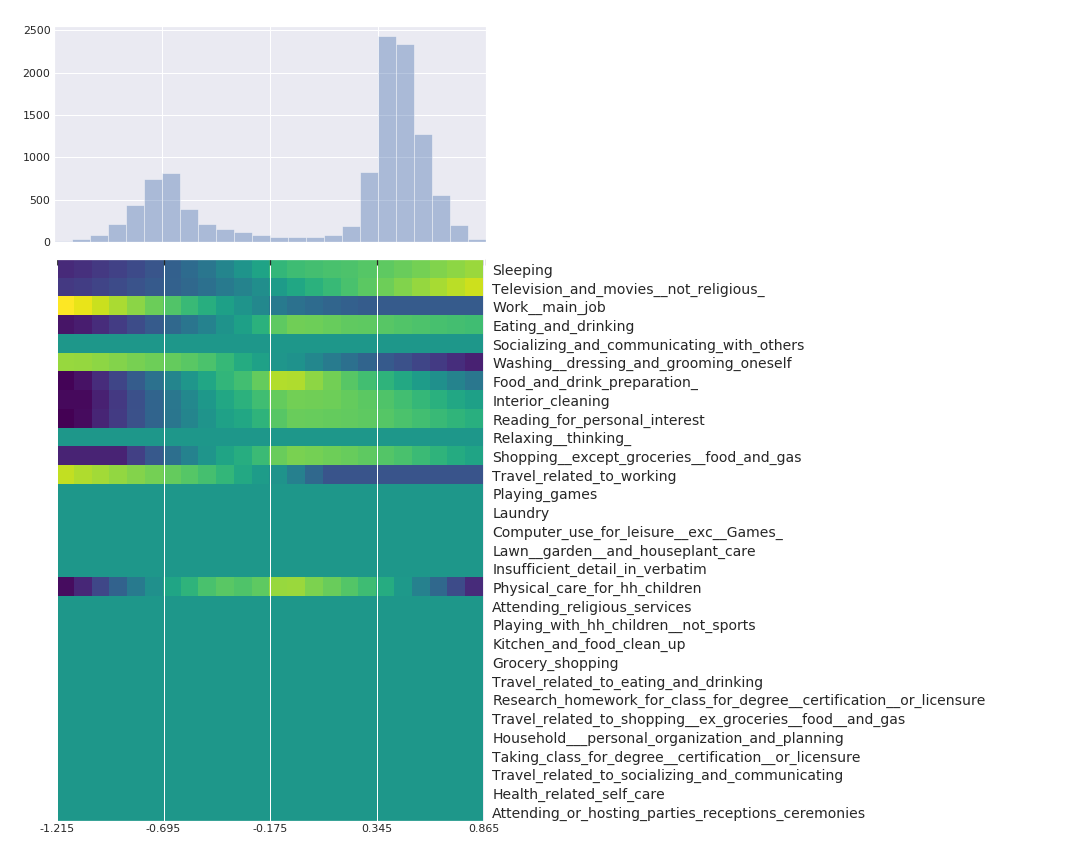 2500
2000
1500
1000
500
0
Sleeping
Television_and_movies__not_religious_
Work__main_job
Eating_and_drinking
Socializing_and_communicating_with_others
Washing__dressing_and_grooming_oneself
Food_and_drink_preparation_
Interior_cleaning
Reading_for_personal_interest
Relaxing__thinking_
Shopping__except_groceries__food_and_gas
Travel_related_to_working
Playing_games
Laundry
Computer_use_for_leisure__exc__Games_
Lawn__garden__and_houseplant_care
Insufficient_detail_in_verbatim
Physical_care_for_hh_children
Attending_religious_services
Playing_with_hh_children__not_sports
Kitchen_and_food_clean_up
Grocery_shopping
Travel_related_to_eating_and_drinking
Research_homework_for_class_for_degree__certification__or_licensure
Travel_related_to_shopping__ex_groceries__food__and_gas
Household___personal_organization_and_planning
Taking_class_for_degree__certification__or_licensure
Travel_related_to_socializing_and_communicating
Health_related_self_care
Attending_or_hosting_parties_receptions_ceremonies
-1.215 -0.695 -0.175 0.345 0.865